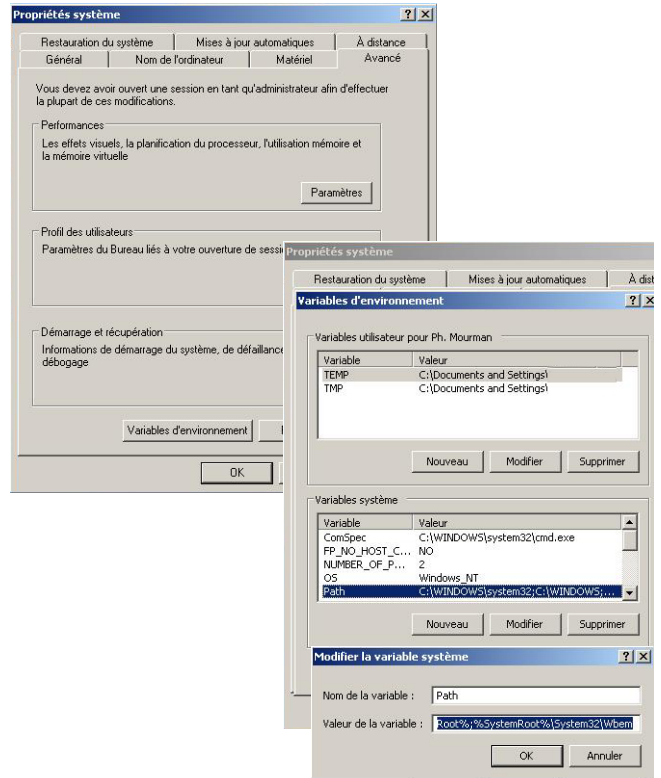 Propriétés système
Restauration du système Mises à jour automatiques À distance
Général Nom de l'ordinateur Matériel Avancé
Vous devez avoir ouvert une session en tant qu'administrateur afin d'effectuer
la plupart de ces modifications.
Performances
Les effets visuels, la planification du processeur, l'utilisation mémoire et
la mémoire virtuelle
Paramètres
Profil des utilisateurs
Paramètres du Bureau liés à votre ouverture de sessi
Démarrage et récupération
Informations de démarrage du système, de défaillance
débogage
Variables d'environnement
OK
Propriétés système
Restauration du système Mises à jour automatiques À dist
Variables d'environnement
Variables utilisateur pour Ph. Mourman
Variable Valeur
TEMP C:\Documents and Settings\
TMP C:\Documents and Settings\
Nouveau Modifier Supprimer
Variables système
Variable Valeur
ComSpec C:\WINDOWS\system32\cmd.exe
FP_NO_HOST_C... NO
NUMBER_OF_P... 2
OS Windows_NT
Path C:\WINDOWS\system32;C:\WINDOWS;...
Nouveau Modifier Supprimer
Modifier la variable système
Nom de la variable : Path
Valeur de la variable : Root%;%SystemRoot%\System32\Wbem
OK Annuler